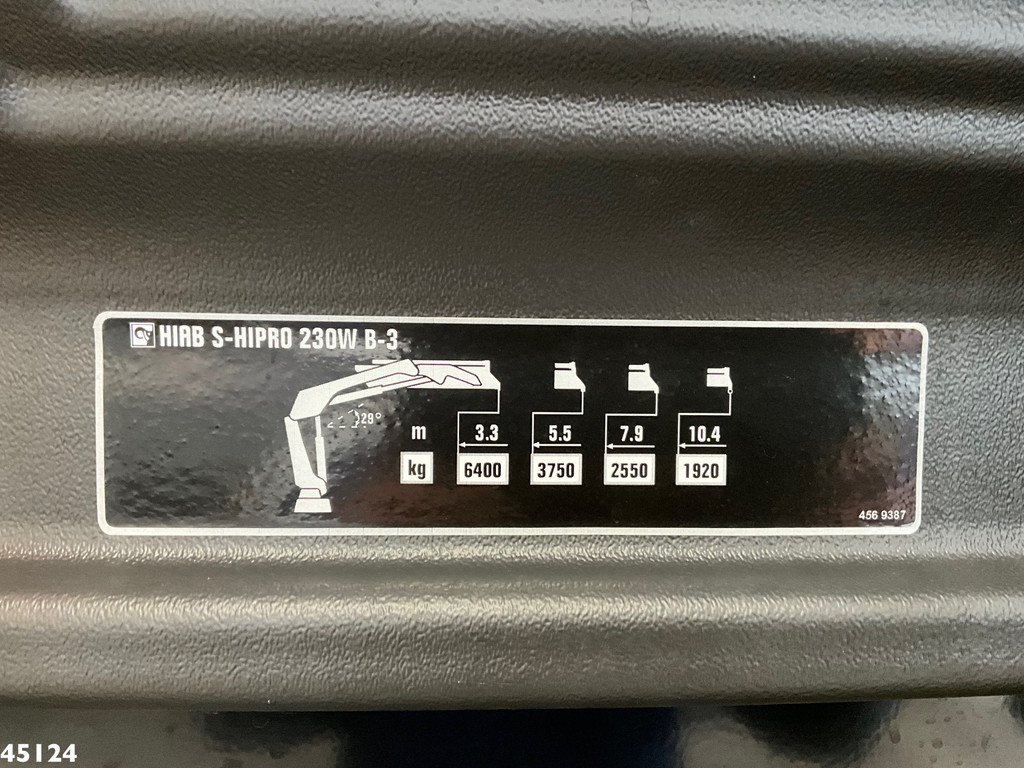 HIAB S-HIPRO 230W B-3
29°
m 3.3 5.5 7.9 10.4
kg 6400 3750 2550 1920
456 9387
45124